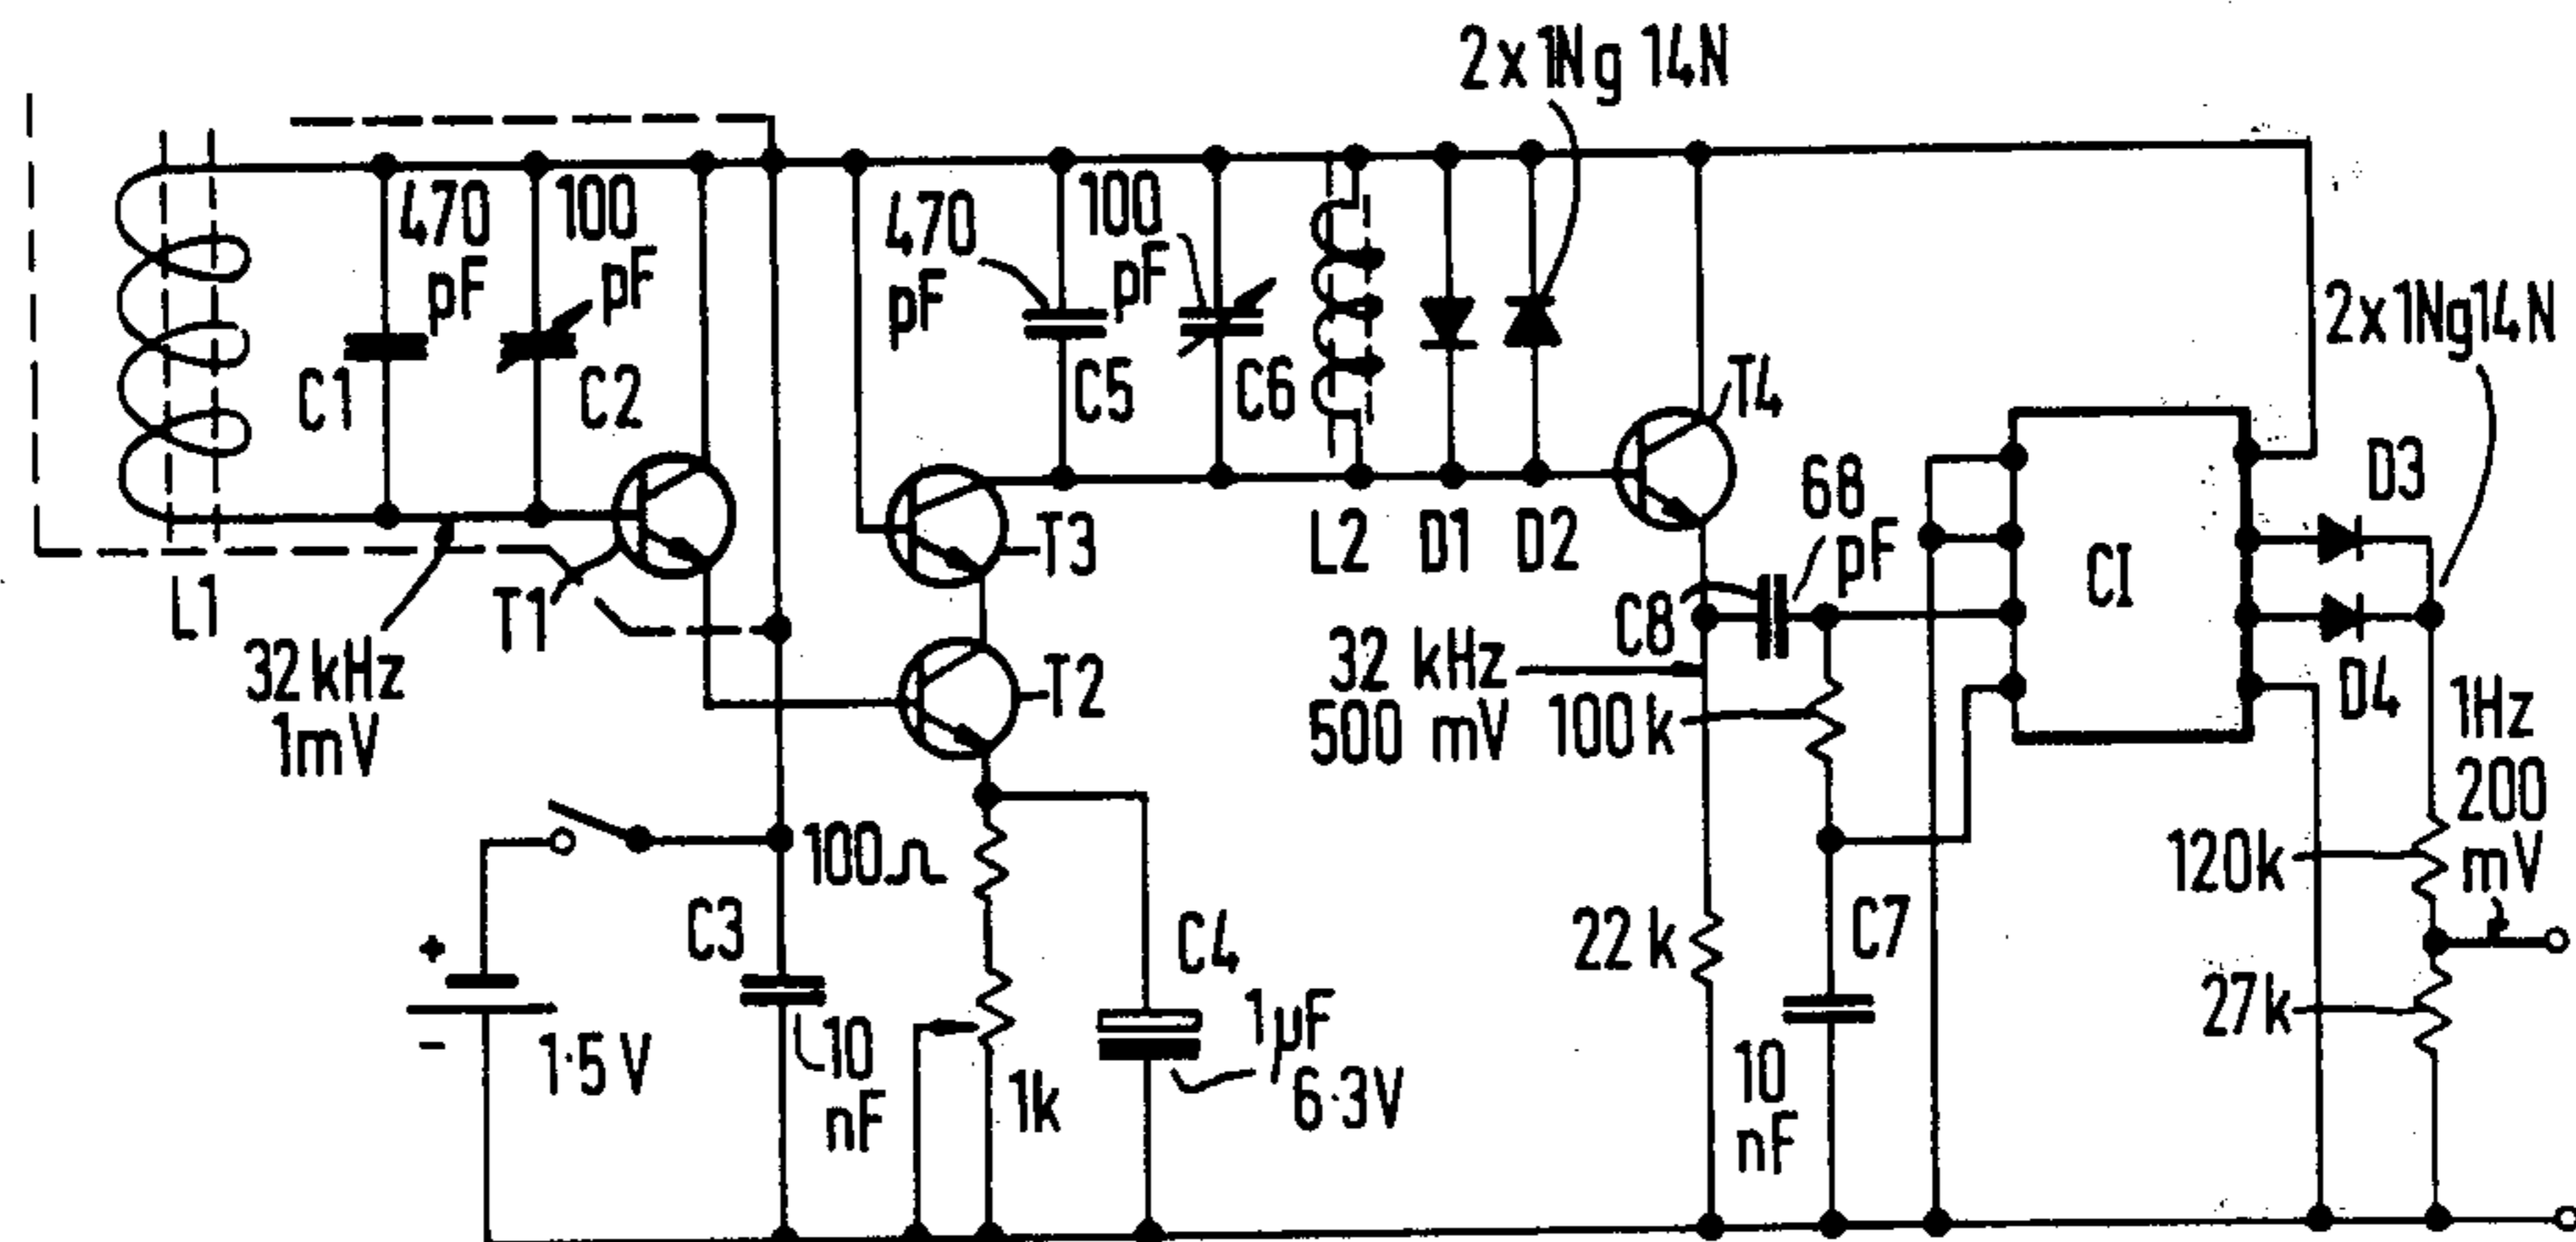 2x1Ng 14N
470
pF
100
pF
C1
C2
470
pF
100
pF
C5
C6
T4
2x1Ng14N
L1
T1
32kHz
1mV
T3
T2
L2
D1
D2
68
pF
C8
CI
D3
D4
32 kHz
500 mV
100k
1Hz
200
mV
100Ω
120k
C3
C4
22k
C7
27k
+
-
1.5V
10
nF
1k
1µF
6.3V
10
nF